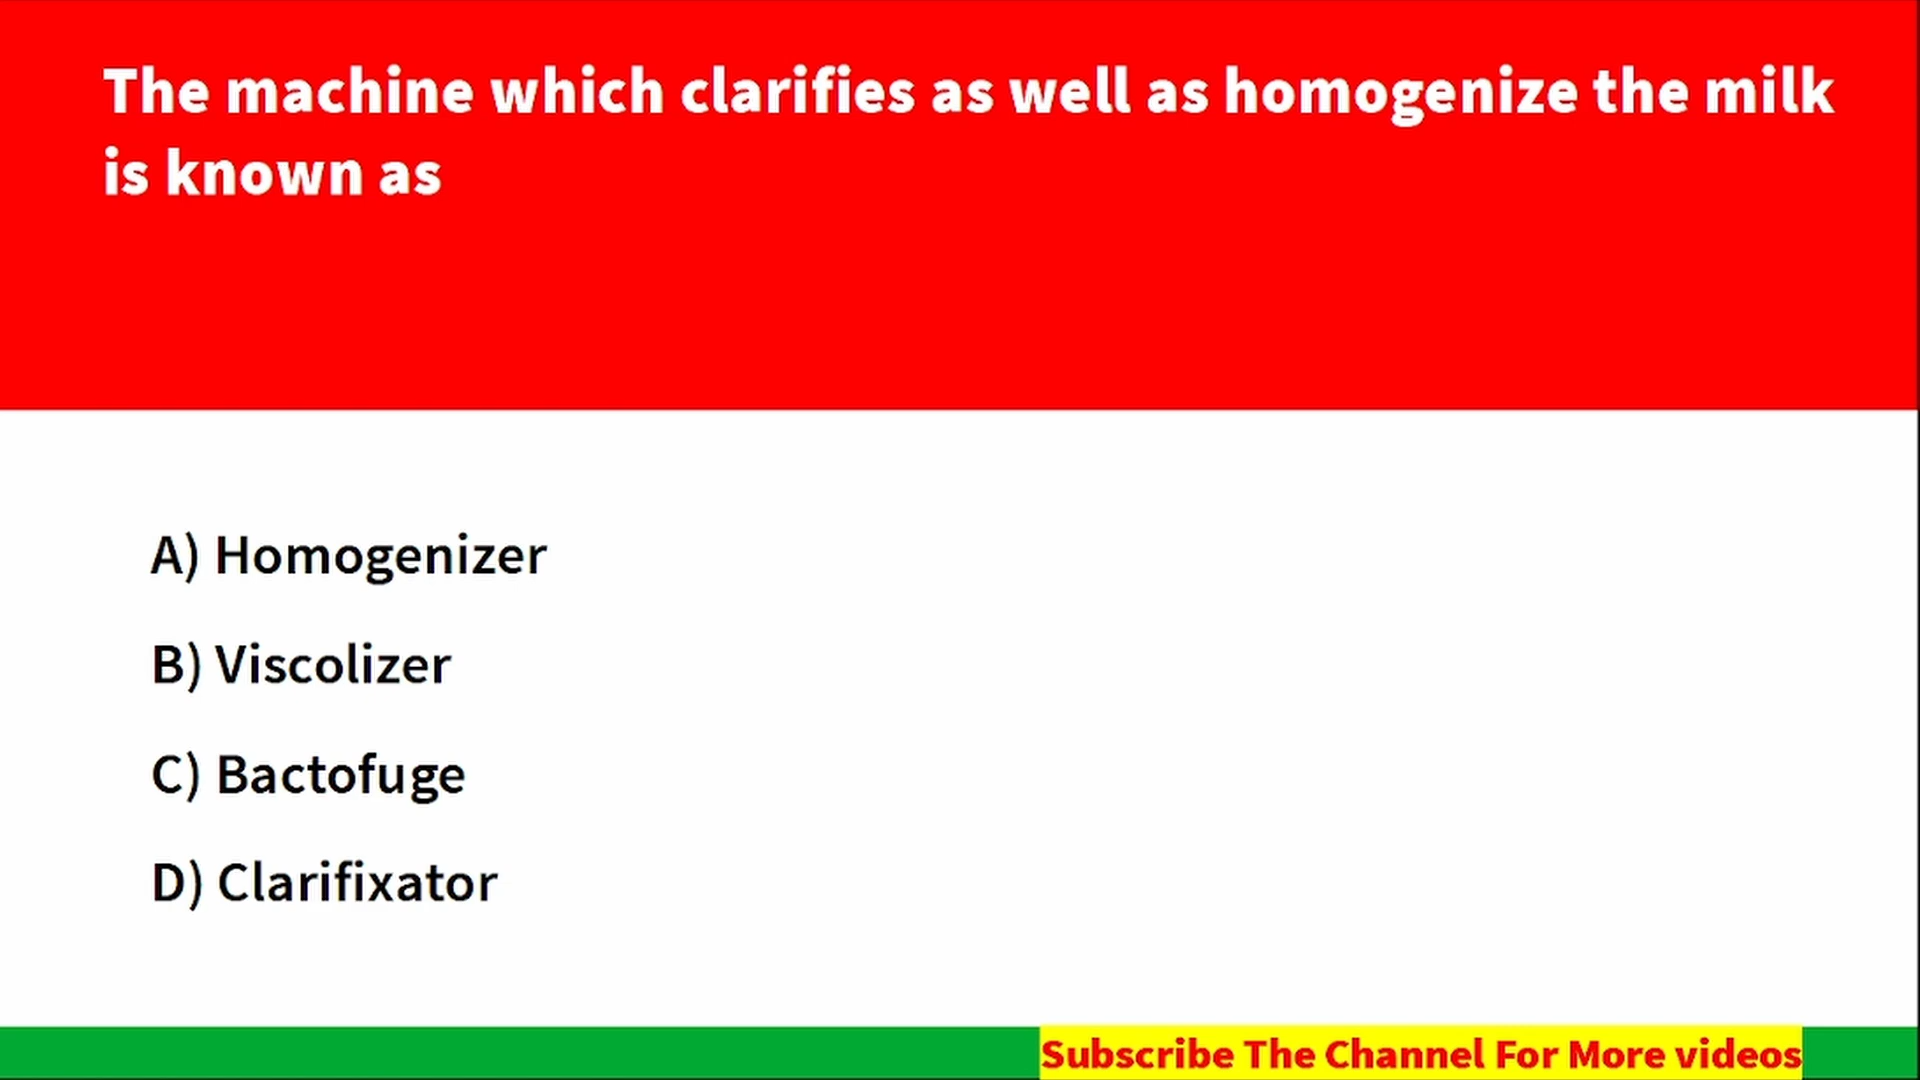 The machine which clarifies as well as homogenize the milk
is known as
A) Homogenizer
B) Viscolizer
C) Bactofuge
D) Clarifixator
Subscribe The Channel For More videos